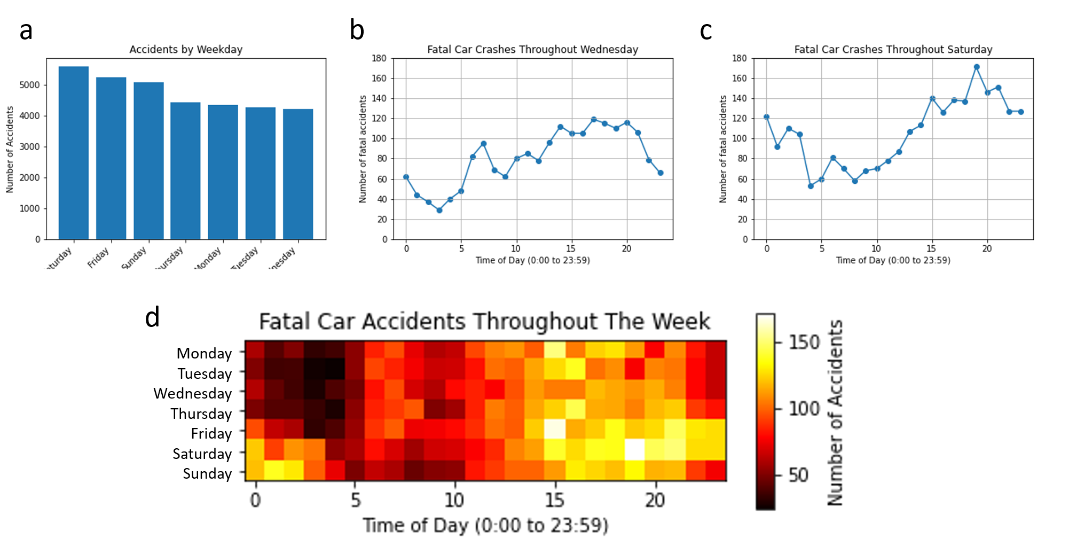 a
Accidents by Weekday
Number of Accidents
5000
4000
3000
2000
1000
0
Friday
Sunday
Monday
Tuesday
b
Fatal Car Crashes Throughout Wednesday
Number of fatal accidents
180
160
140
120
100
80
60
40
20
0
0 5 10 15 20
Time of Day (0:00 to 23:59)
c
Fatal Car Crashes Throughout Saturday
Number of fatal accidents
180
160
140
120
100
80
60
40
20
0
0 5 10 15 20
Time of Day (0:00 to 23:59)
d
Fatal Car Accidents Throughout The Week
Monday
Tuesday
Wednesday
Thursday
Friday
Saturday
Sunday
0 5 10 15 20
Time of Day (0:00 to 23:59)
150
100
50
Number of Accidents